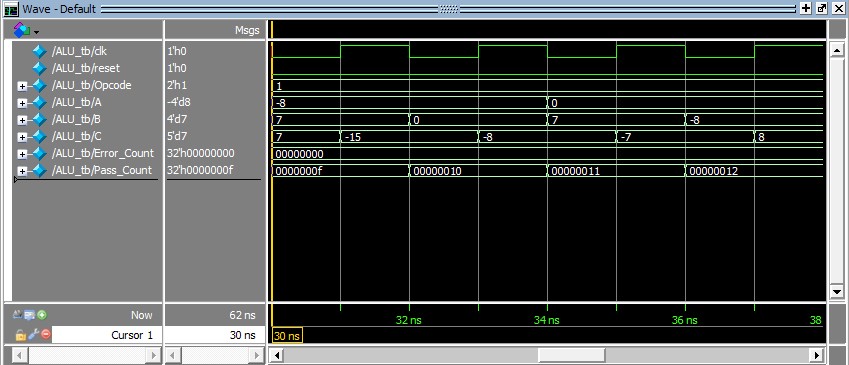 Wave - Default
Msgs
/ALU_tb/clk 1'h0
/ALU_tb/reset 1'h0
/ALU_tb/Opcode 2'h1 1
/ALU_tb/A -4'd8 -8 0
/ALU_tb/B 4'd7 7 0 7 -8
/ALU_tb/C 5'd7 7 -15 -8 -7 8
/ALU_tb/Error_Count 32'h00000000 00000000
/ALU_tb/Pass_Count 32'h0000000f 0000000f 00000010 00000011 00000012
Now 62 ns 32 ns 34 ns 36 ns 38
Cursor 1 30 ns 30 ns